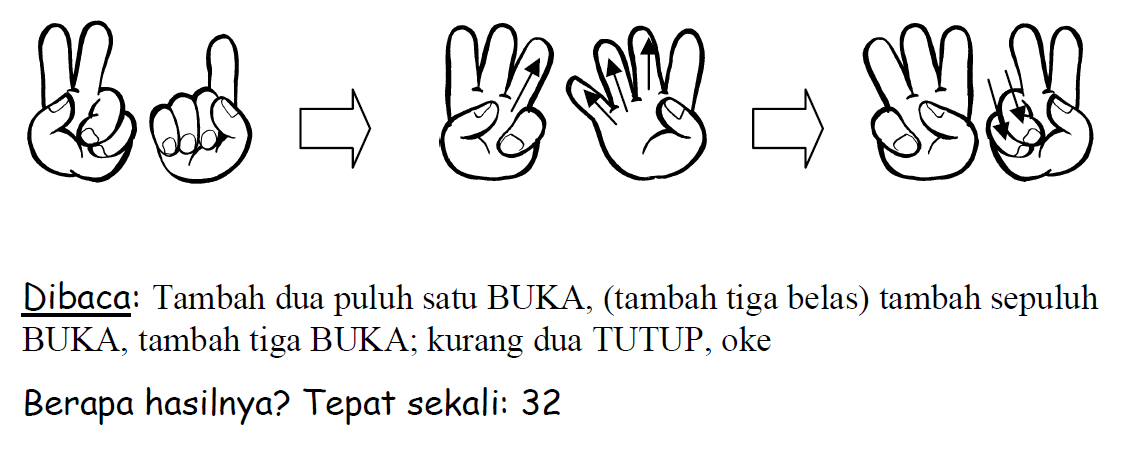 Dibaca: Tambah dua puluh satu BUKA, (tambah tiga belas) tambah sepuluh
BUKA, tambah tiga BUKA; kurang dua TUTUP, oke
Berapa hasilnya? Tepat sekali: 32